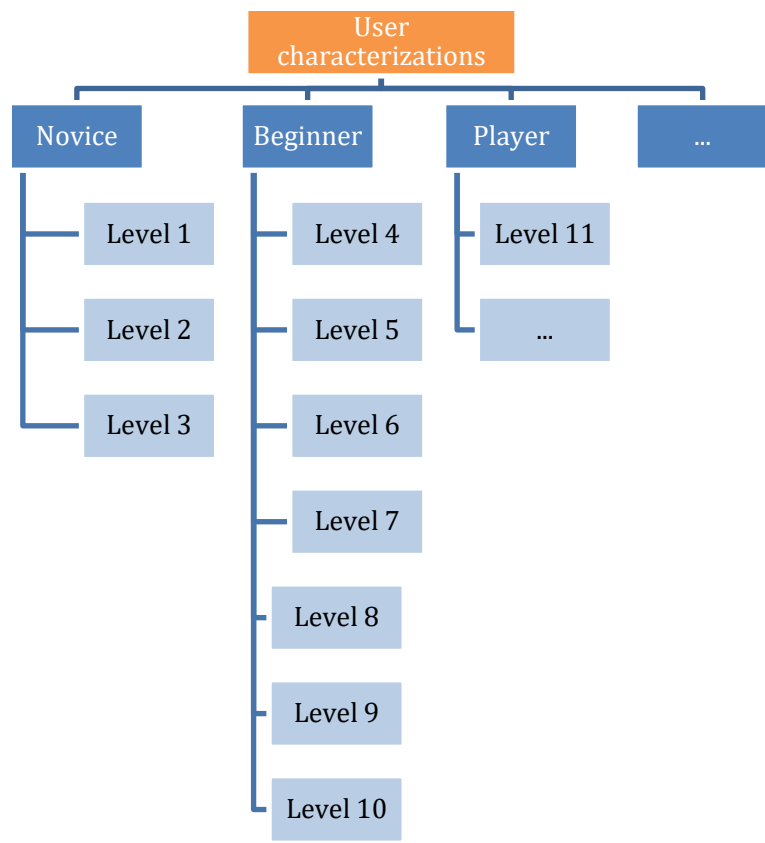 User
characterizations
Novice
Beginner
Player
...
Level 1
Level 4
Level 11
Level 2
Level 5
...
Level 3
Level 6
Level 7
Level 8
Level 9
Level 10